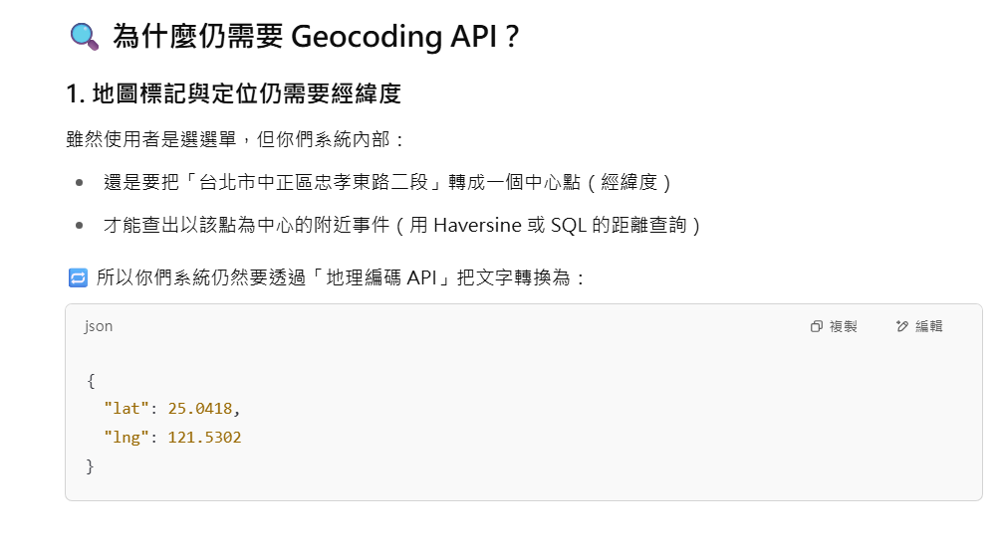 🔍 為什麼仍需要 Geocoding API？
1. 地圖標記與定位仍需要經緯度
雖然使用者是選選單，但你們系統內部：
• 還是要把「台北市中正區忠孝東路二段」轉成一個中心點（經緯度）
• 才能查出以該點為中心的附近事件（用 Haversine 或 SQL 的距離查詢）
🔁 所以你們系統仍然要透過「地理編碼 API」把文字轉換為：
json 複製 編輯
{
"lat": 25.0418,
"lng": 121.5302
}